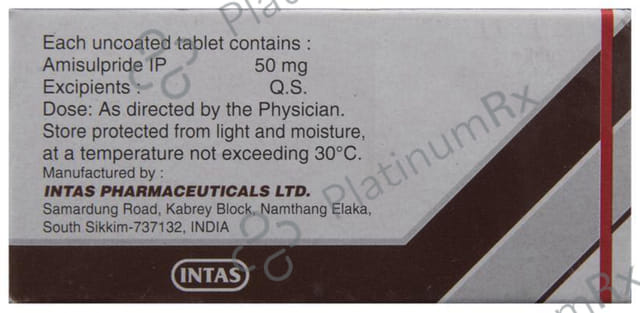 Each uncoated tablet contains :
Amisulpride IP 50 mg
Excipients : Q.S.
Dose: As directed by the Physician.
Store protected from light and moisture,
at a temperature not exceeding 30°C.
Manufactured by :
INTAS PHARMACEUTICALS LTD.
Samardung Road, Kabrey Block, Namthang Elaka,
South Sikkim-737132, INDIA
INTAS
PlatinumRx
PlatinumRx
PlatinumRx